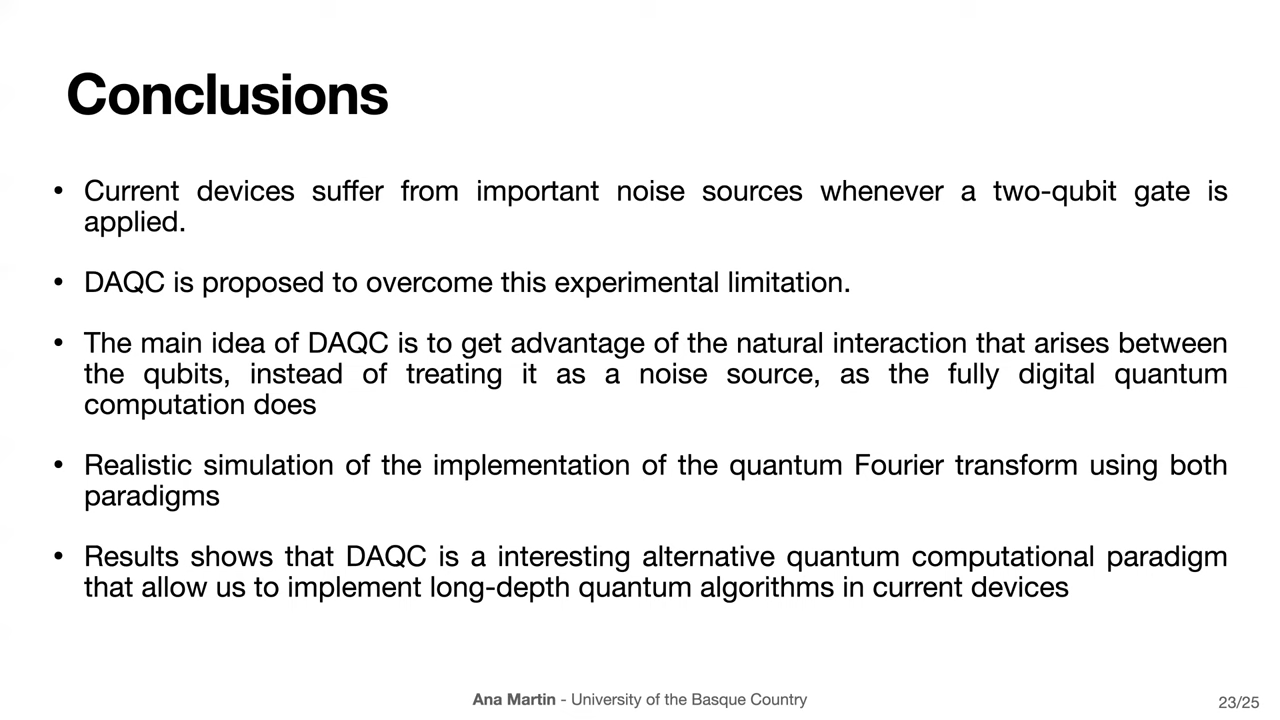 Conclusions
• Current devices suffer from important noise sources whenever a two-qubit gate is
applied.
• DAQC is proposed to overcome this experimental limitation.
• The main idea of DAQC is to get advantage of the natural interaction that arises between
the qubits, instead of treating it as a noise source, as the fully digital quantum
computation does
• Realistic simulation of the implementation of the quantum Fourier transform using both
paradigms
• Results shows that DAQC is a interesting alternative quantum computational paradigm
that allow us to implement long-depth quantum algorithms in current devices
Ana Martin - University of the Basque Country
23/25